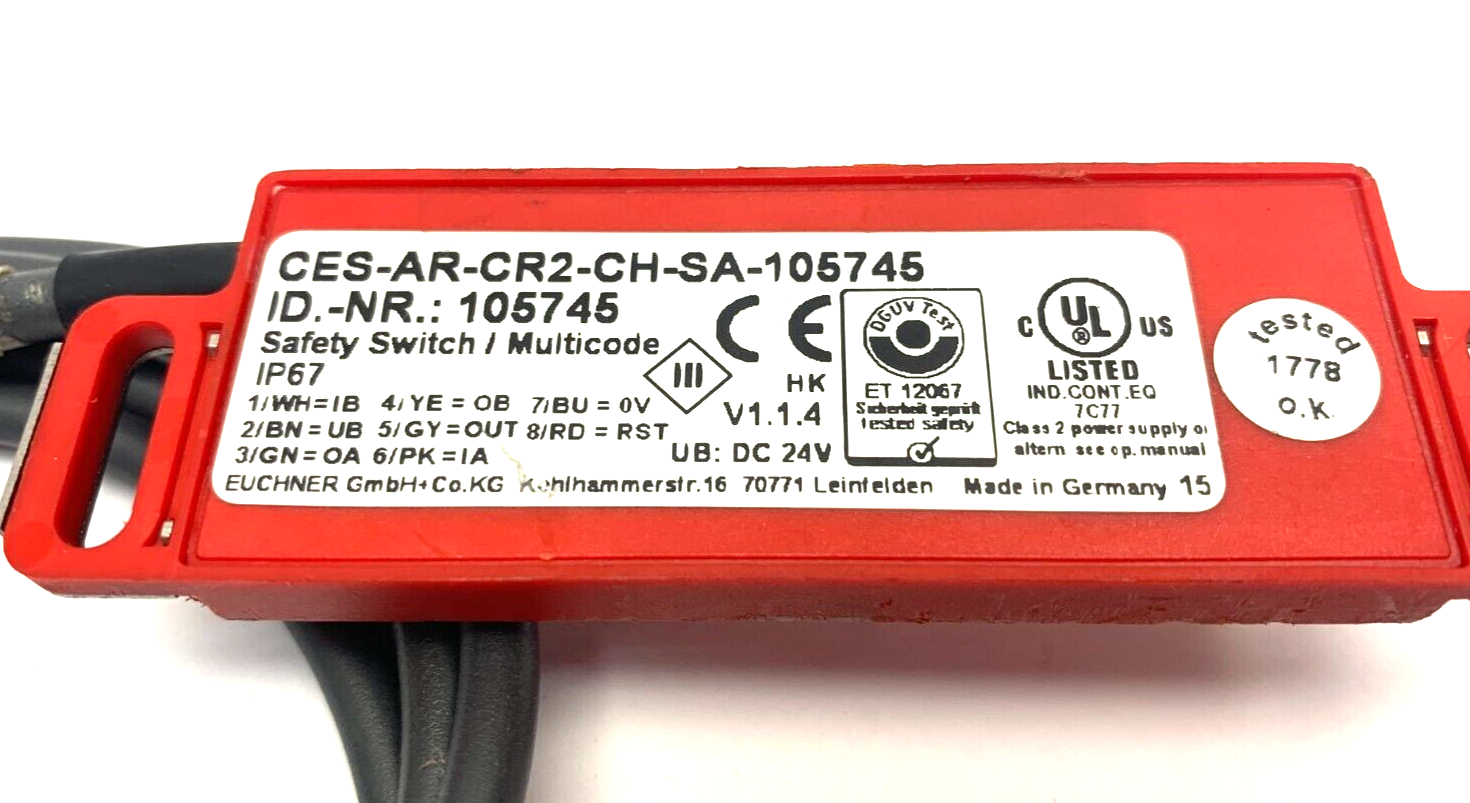 CES-AR-CR2-CH-SA-105745
ID.-NR.: 105745
Safety Switch / Multicode
IP67
1/WH=IB 4/YE = OB 7/BU = 0V
2/BN=UB 5/GY=OUT 8/RD = RST
3/GN=OA 6/PK=IA
CE
III
HK
V1.1.4
UB: DC 24V
DGUV Test
ET 12067
Sicherheit geprüft
tested safety
C UL ® US
LISTED
IND.CONT.EQ
7C77
Class 2 power supply or
altern see op. manual
EUCHNER GmbH+Co.KG Kohlhammerstr.16 70771 Leinfelden Made in Germany 15
tested
1778
O.K.